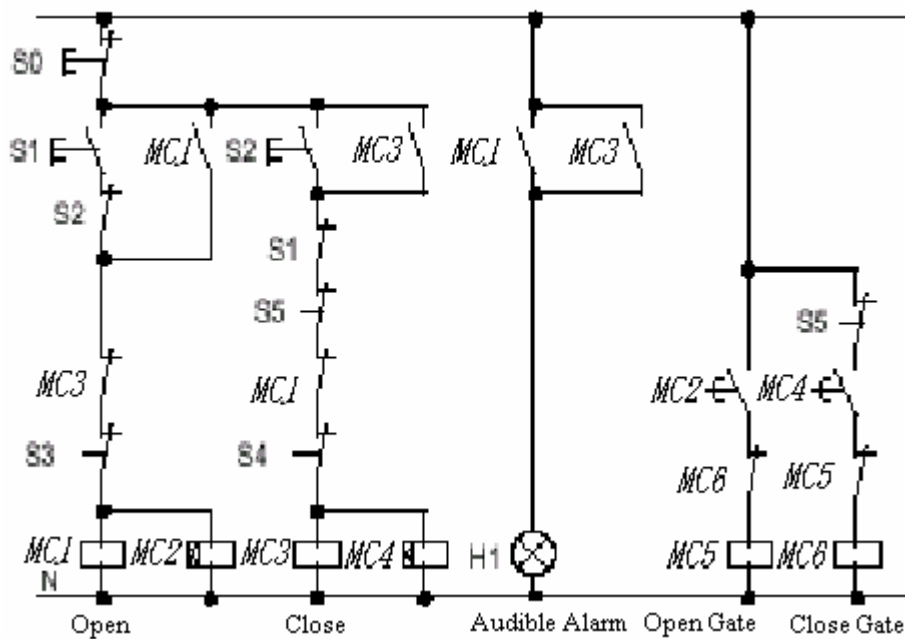 S0
S1 MC1 S2 MC3 MC1 MC3
S2
S1
S5 S5
MC3 MC1 MC2 MC4
S3 S4
MC6 MC5
MC1 MC2 MC3 MC4 H1 MC5 MC6
N
Open Close Audible Alarm Open Gate Close Gate